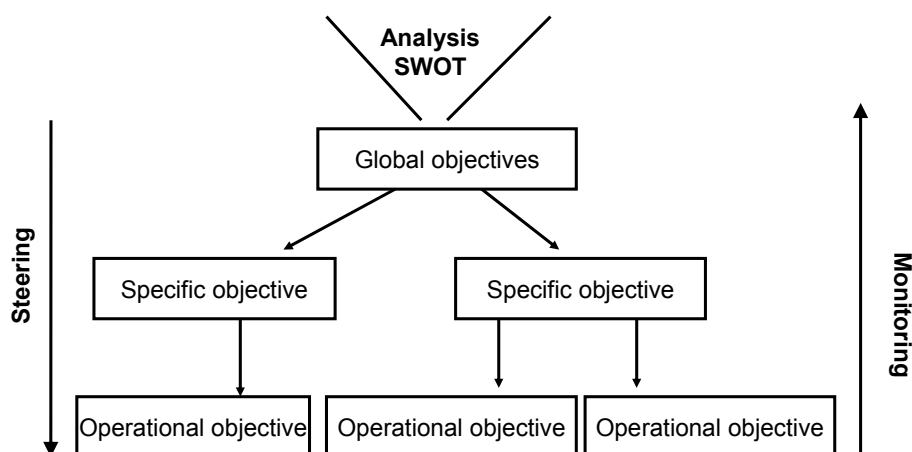 Analysis
SWOT
Global objectives
Steering
Specific objective
Specific objective
Monitoring
Operational objective
Operational objective
Operational objective